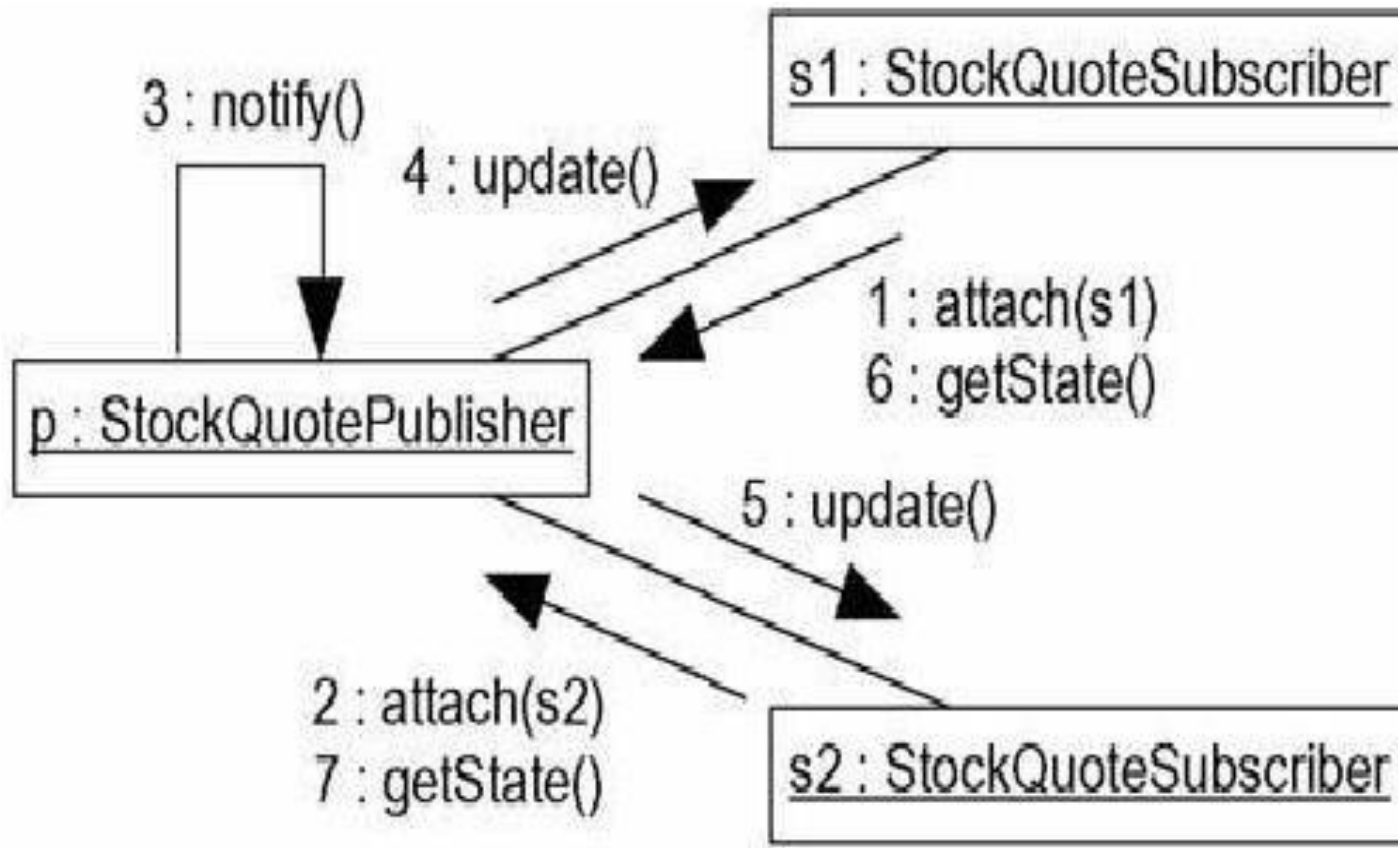 s1 : StockQuoteSubscriber
3 : notify()
4 : update()
1 : attach(s1)
6 : getState()
p : StockQuotePublisher
5 : update()
2 : attach(s2)
7 : getState()
s2 : StockQuoteSubscriber